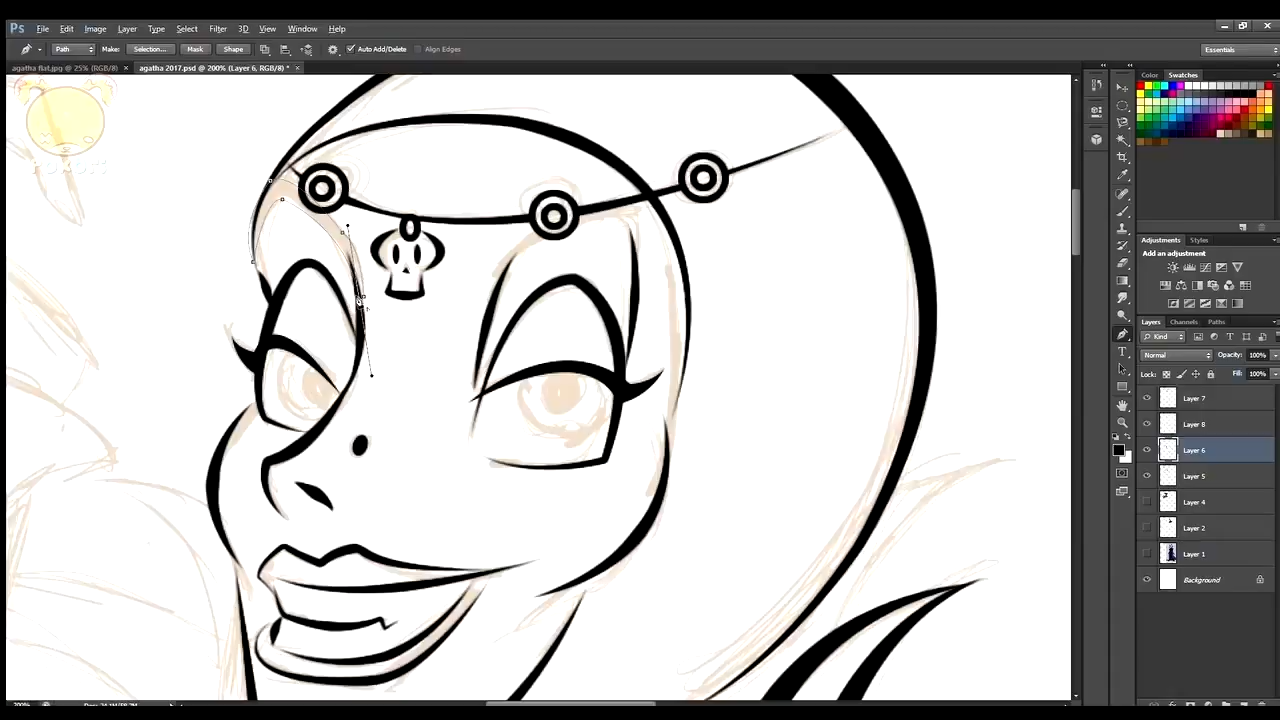 Ps File Edit Image Layer Type Select Filter 3D View Window Help
Path Make: Selection... Mask Shape Auto Add/Delete Align Edges Essentials
agatha flat.jpg @ 25% (RGB/8) × agatha 2017.psd @ 200% (Layer 6, RGB/8) * ×
Color Swatches
Adjustments Styles
Add an adjustment
Layers Channels Paths
Kind
Normal Opacity: 100%
Lock: Fill: 100%
Layer 7
Layer 8
Layer 6
Layer 5
Layer 4
Layer 2
Layer 1
Background
200%